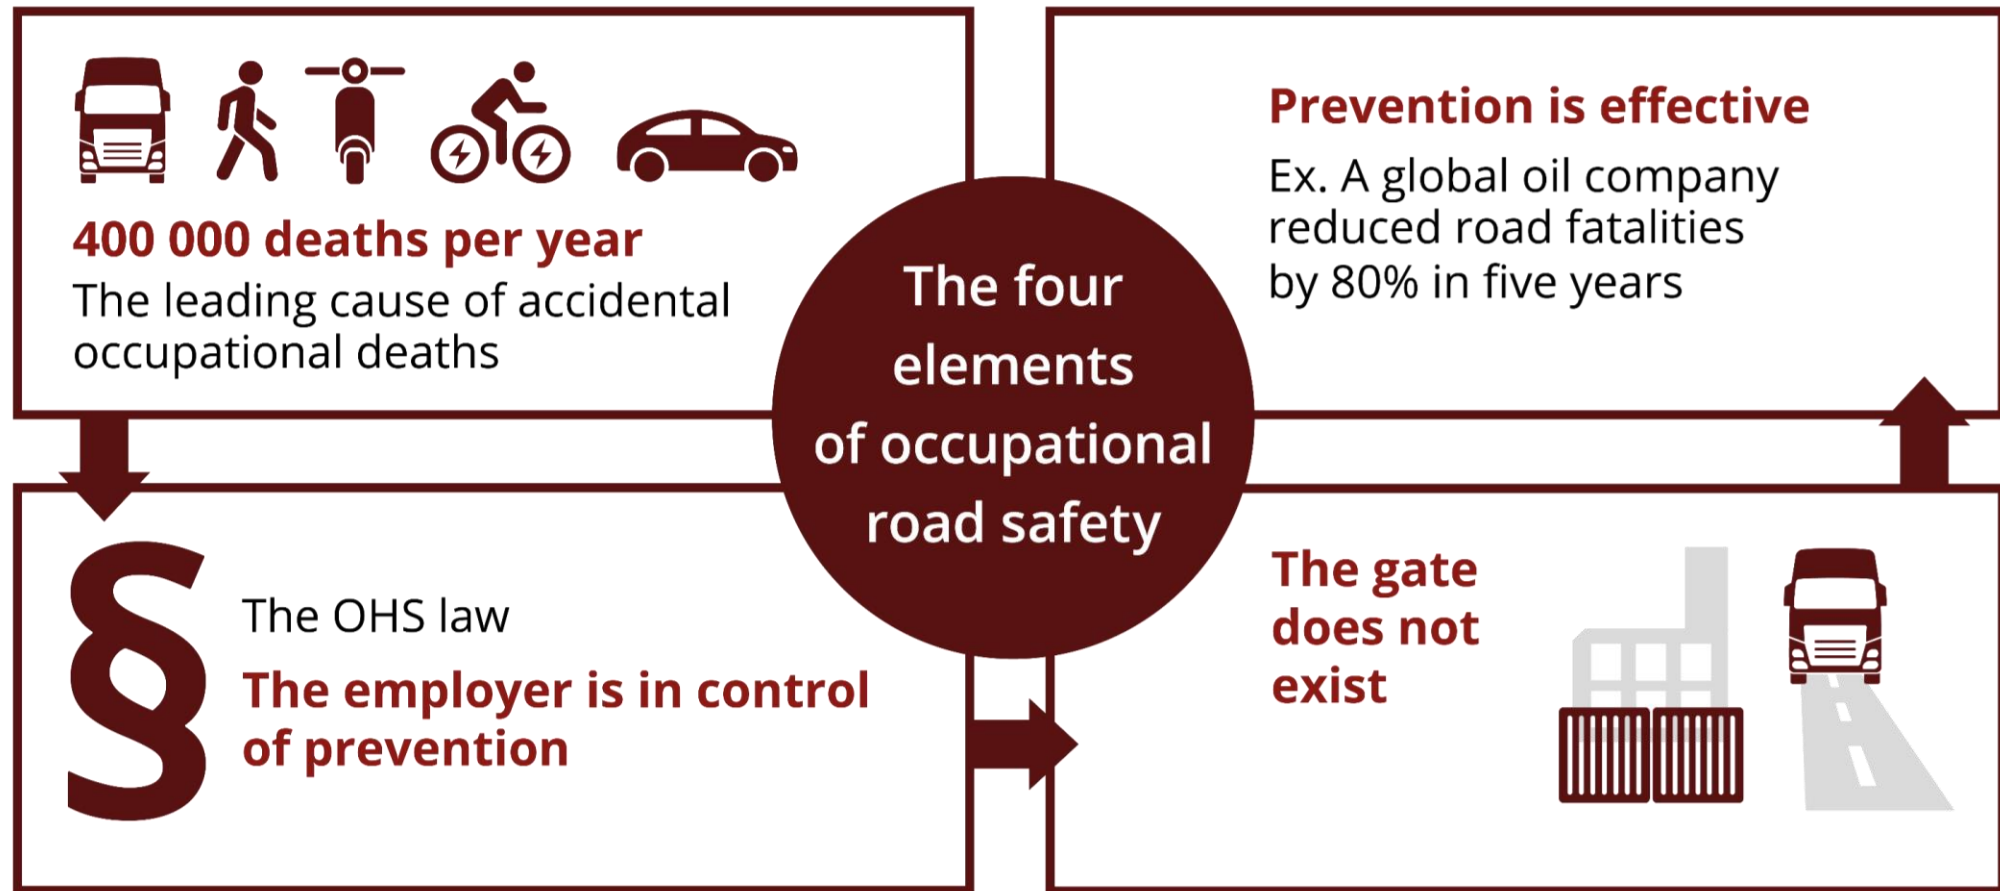 400 000 deaths per year
The leading cause of accidental
occupational deaths
The four
elements
of occupational
road safety
Prevention is effective
Ex. A global oil company
reduced road fatalities
by 80% in five years
§
The OHS law
The employer is in control
of prevention
The gate
does not
exist